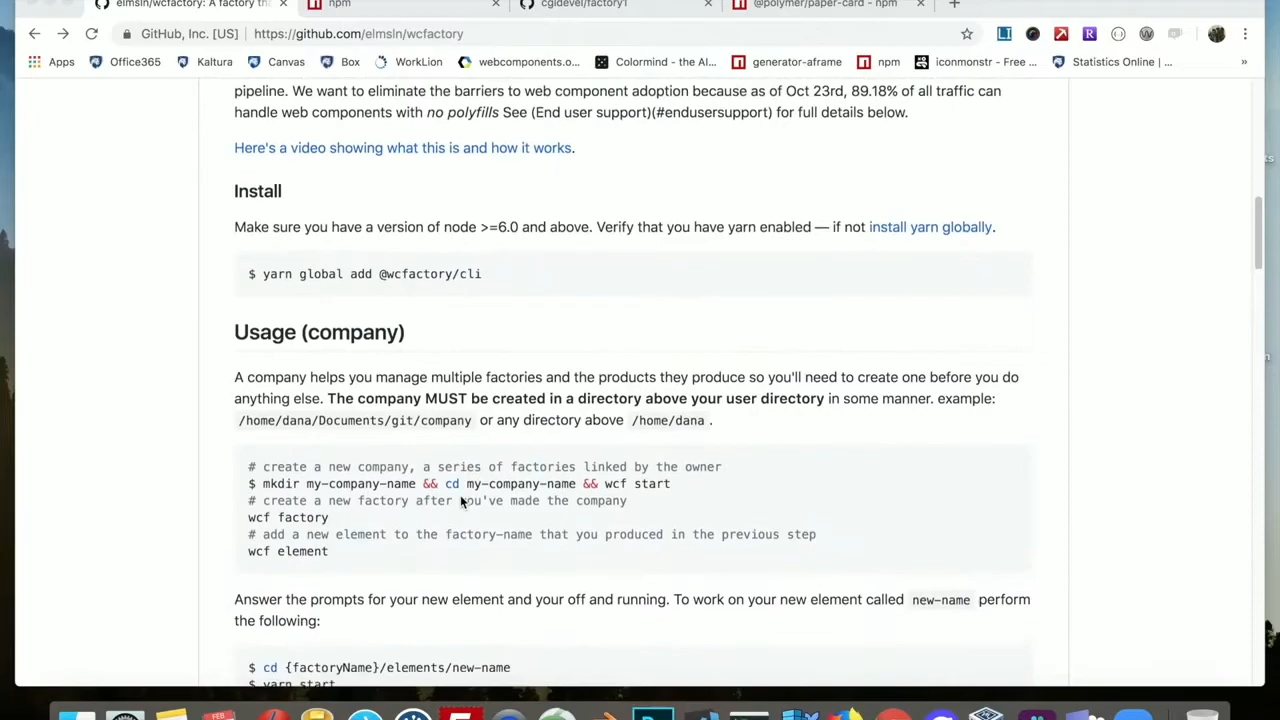 elmsln/wcfactory: A factory tha
npm
cgldevel/factory1
@polymer/paper-card - npm
GitHub, Inc. [US] https://github.com/elmsln/wcfactory
Apps Office365 Kaltura Canvas Box WorkLion webcomponents.o... Colormind - the AI... generator-aframe npm iconmonstr - Free ... Statistics Online | ... »
pipeline. We want to eliminate the barriers to web component adoption because as of Oct 23rd, 89.18% of all traffic can
handle web components with no polyfills See (End user support)(#endusersupport) for full details below.
Here's a video showing what this is and how it works.
Install
Make sure you have a version of node >=6.0 and above. Verify that you have yarn enabled — if not install yarn globally.
$ yarn global add @wcfactory/cli
Usage (company)
A company helps you manage multiple factories and the products they produce so you'll need to create one before you do
anything else. The company MUST be created in a directory above your user directory in some manner. example:
/home/dana/Documents/git/company or any directory above /home/dana .
# create a new company, a series of factories linked by the owner
$ mkdir my-company-name && cd my-company-name && wcf start
# create a new factory after you've made the company
wcf factory
# add a new element to the factory-name that you produced in the previous step
wcf element
Answer the prompts for your new element and your off and running. To work on your new element called new-name perform
the following:
$ cd {factoryName}/elements/new-name
$ yarn start
FEB